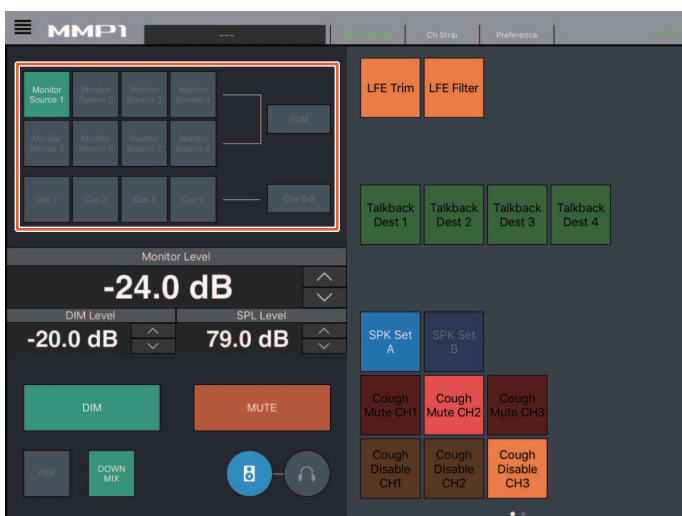 MMP1
---
Ch Strip
Preference
Monitor
Source 1
Monitor
Source 2
Monitor
Source 3
Monitor
Source 4
SUM
Monitor
Source 5
Monitor
Source 6
Monitor
Source 7
Monitor
Source 8
Cue 1
Cue 2
Cue 3
Cue 4
Cue 5-8
Monitor Level
-24.0 dB
DIM Level
SPL Level
-20.0 dB
79.0 dB
DIM
MUTE
REF
DOWN
MIX
LFE Trim
LFE Filter
Talkback
Dest 1
Talkback
Dest 2
Talkback
Dest 3
Talkback
Dest 4
SPK Set
A
SPK Set
B
Cough
Mute CH1
Cough
Mute CH2
Cough
Mute CH3
Cough
Disable
CH1
Cough
Disable
CH2
Cough
Disable
CH3